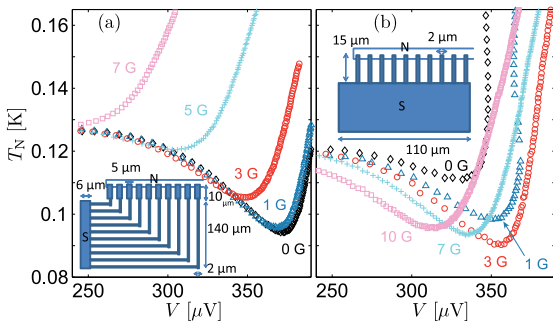 (a)
(b)
0.16
0.14
0.12
0.1
0.08
T_N [K]
7 G
5 G
3 G
1 G
0 G
5 μm
6 μm
N
10 μm
140 μm
S
2 μm
250
300
350
V [μV]
15 μm
N
2 μm
S
110 μm
0 G
10 G
7 G
3 G
1 G
250
300
350
V [μV]